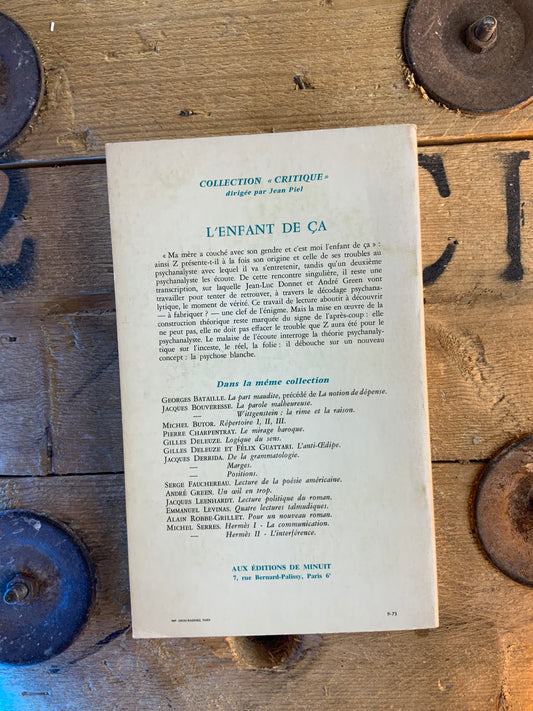 COLLECTION « CRITIQUE »
dirigée par Jean Piel
L'ENFANT DE ÇA
« Ma mère a couché avec son gendre et c'est moi l'enfant de ça » :
ainsi Z présente-t-il à la fois son origine et celle de ses troubles au
psychanalyste avec lequel il va s'entretenir, tandis qu'un deuxième
psychanalyste les écoute. De cette rencontre singulière, il reste une
transcription, sur laquelle Jean-Luc Donnet et André Green vont
travailler pour tenter de retrouver, à travers le décodage psychana-
lytique, le moment de vérité. Ce travail de lecture aboutit à découvrir
— à fabriquer ? — une clef de l'énigme. Mais la mise en œuvre de la
construction théorique reste marquée du signe de l'après-coup : elle
ne peut pas, elle ne doit pas effacer le trouble que Z aura été pour le
psychanalyste. Le malaise de l'écoute interroge la théorie psychanaly-
tique sur l'inceste, le réel, la folie : il débouche sur un nouveau
concept : la psychose blanche.
Dans la même collection
GEORGES BATAILLE. La part maudite, précédé de La notion de dépense.
JACQUES BOUVERESSE. La parole malheureuse.
— Wittgenstein : la rime et la raison.
MICHEL BUTOR. Répertoire I, II, III.
PIERRE CHARPENTRAT. Le mirage baroque.
GILLES DELEUZE. Logique du sens.
GILLES DELEUZE ET FÉLIX GUATTARI. L'anti-Œdipe.
JACQUES DERRIDA. De la grammatologie.
— Marges.
— Positions.
SERGE FAUCHEREAU. Lecture de la poésie américaine.
ANDRÉ GREEN. Un œil en trop.
JACQUES LEENHARDT. Lecture politique du roman.
EMMANUEL LEVINAS. Quatre lectures talmudiques.
ALAIN ROBBE-GRILLET. Pour un nouveau roman.
MICHEL SERRES. Hermès I - La communication.
— Hermès II - L'interférence.
AUX ÉDITIONS DE MINUIT
7, rue Bernard-Palissy, Paris 6e
9-73